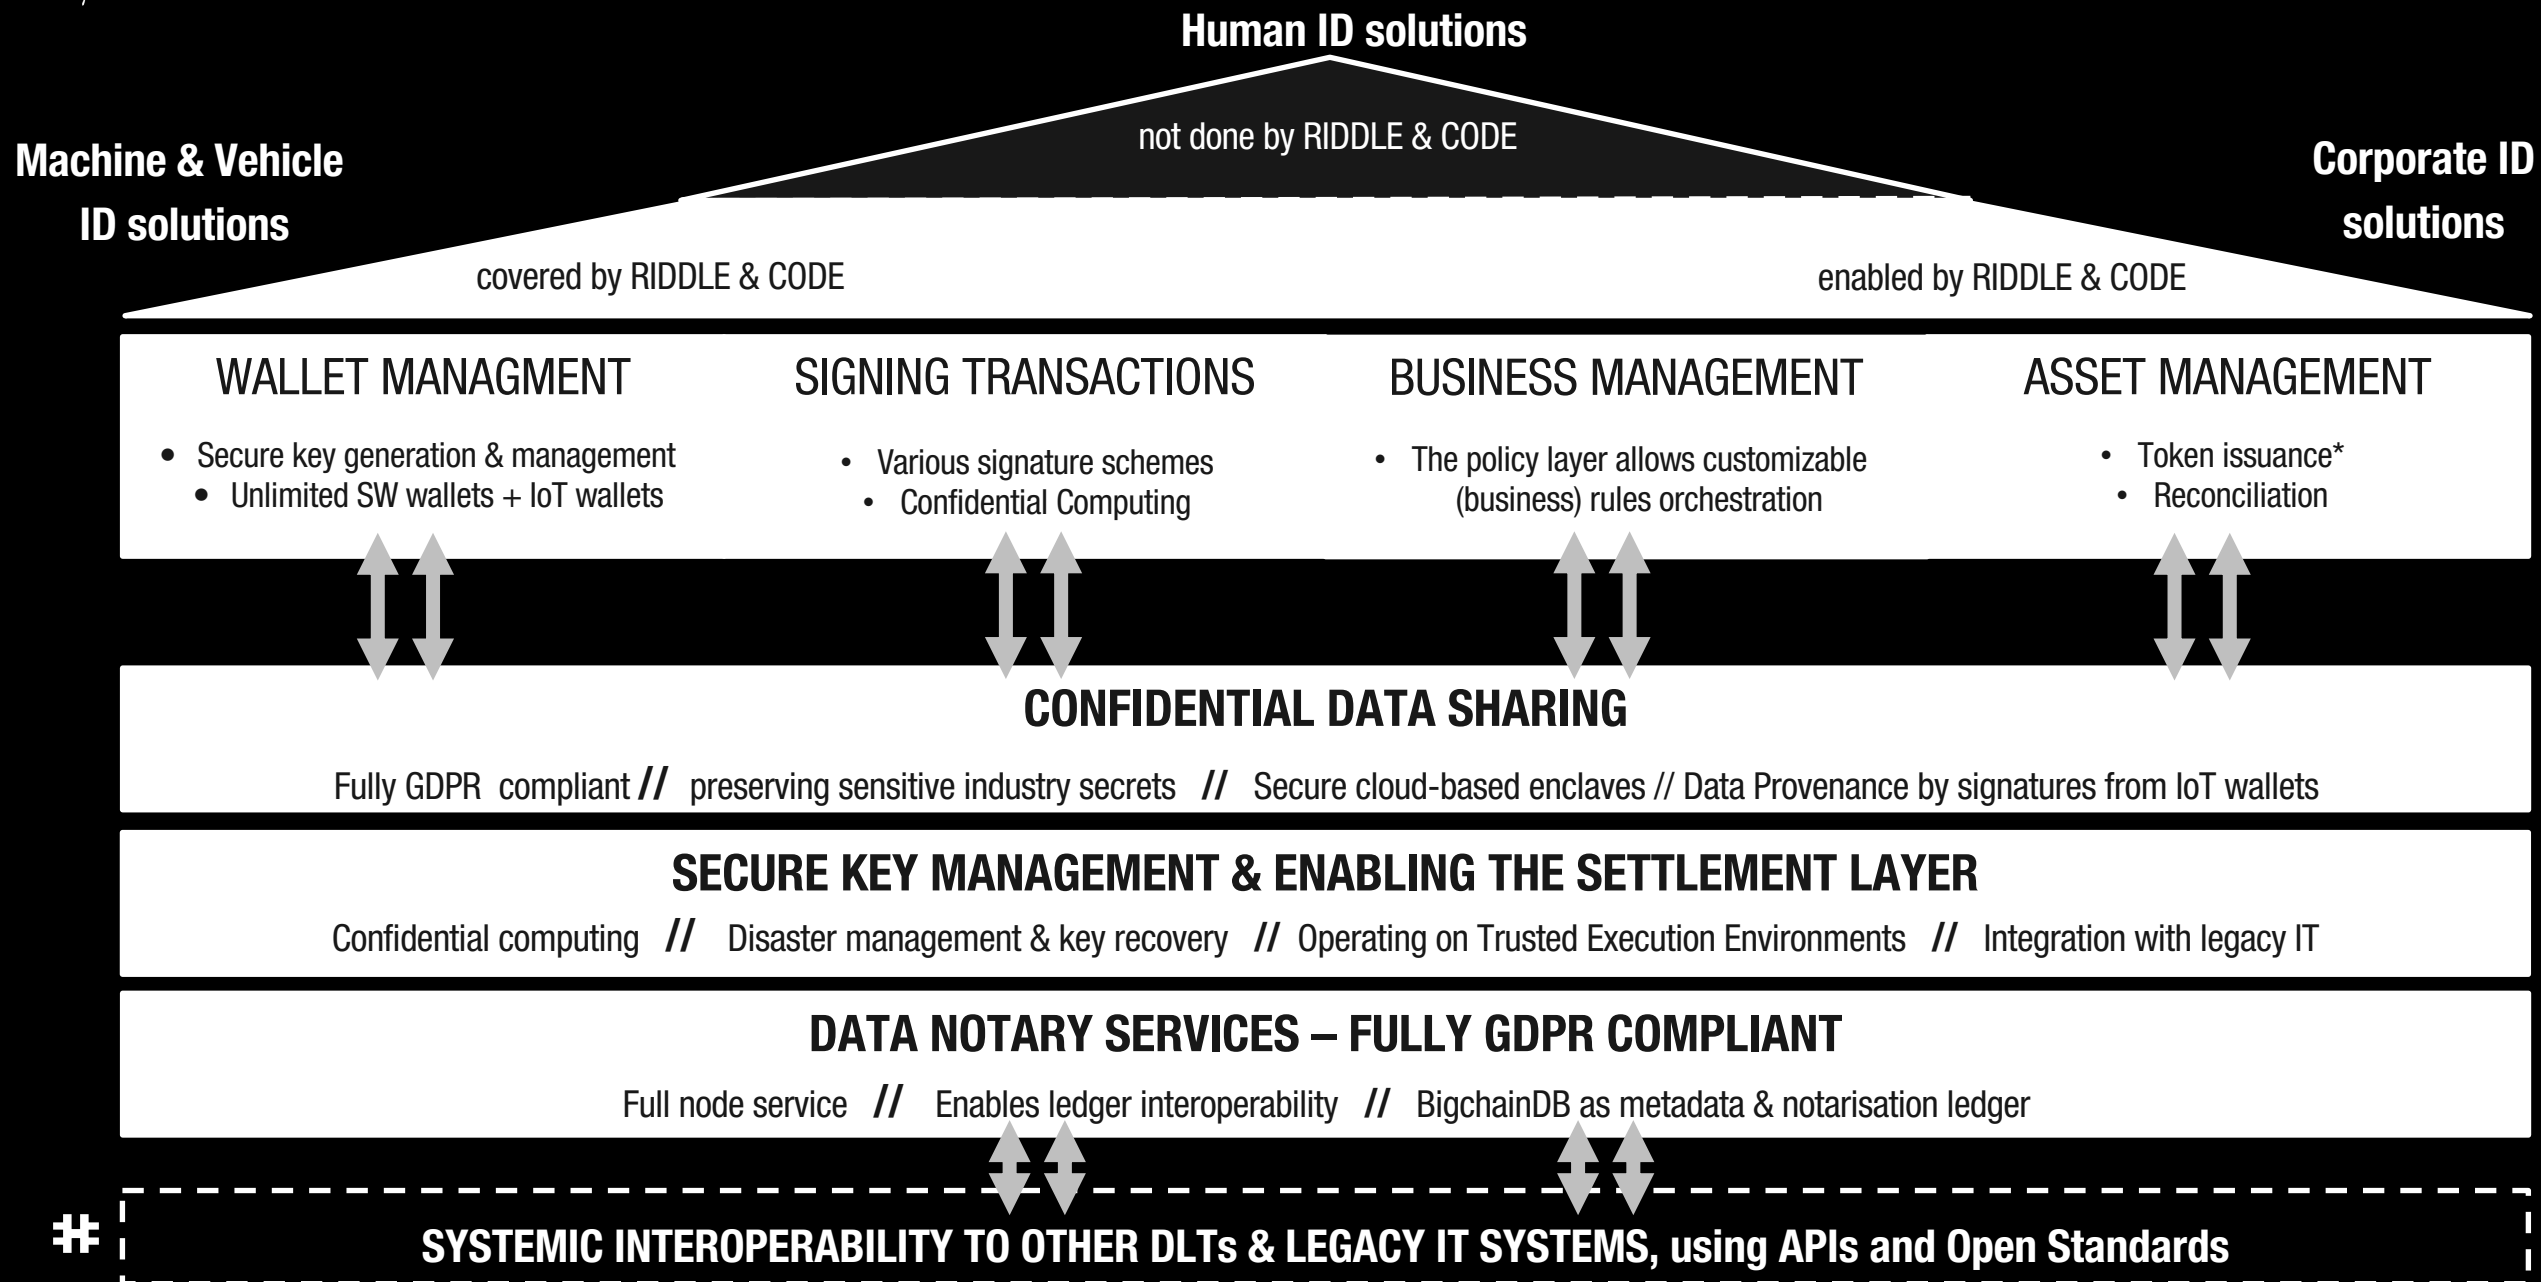 Human ID solutions
not done by RIDDLE & CODE
Machine & Vehicle
ID solutions
Corporate ID
solutions
covered by RIDDLE & CODE
enabled by RIDDLE & CODE
WALLET MANAGMENT
• Secure key generation & management
• Unlimited SW wallets + IoT wallets
SIGNING TRANSACTIONS
• Various signature schemes
• Confidential Computing
BUSINESS MANAGEMENT
• The policy layer allows customizable
(business) rules orchestration
ASSET MANAGEMENT
• Token issuance*
• Reconciliation
CONFIDENTIAL DATA SHARING
Fully GDPR compliant // preserving sensitive industry secrets // Secure cloud-based enclaves // Data Provenance by signatures from IoT wallets
SECURE KEY MANAGEMENT & ENABLING THE SETTLEMENT LAYER
Confidential computing // Disaster management & key recovery // Operating on Trusted Execution Environments // Integration with legacy IT
DATA NOTARY SERVICES – FULLY GDPR COMPLIANT
Full node service // Enables ledger interoperability // BigchainDB as metadata & notarisation ledger
SYSTEMIC INTEROPERABILITY TO OTHER DLTs & LEGACY IT SYSTEMS, using APIs and Open Standards